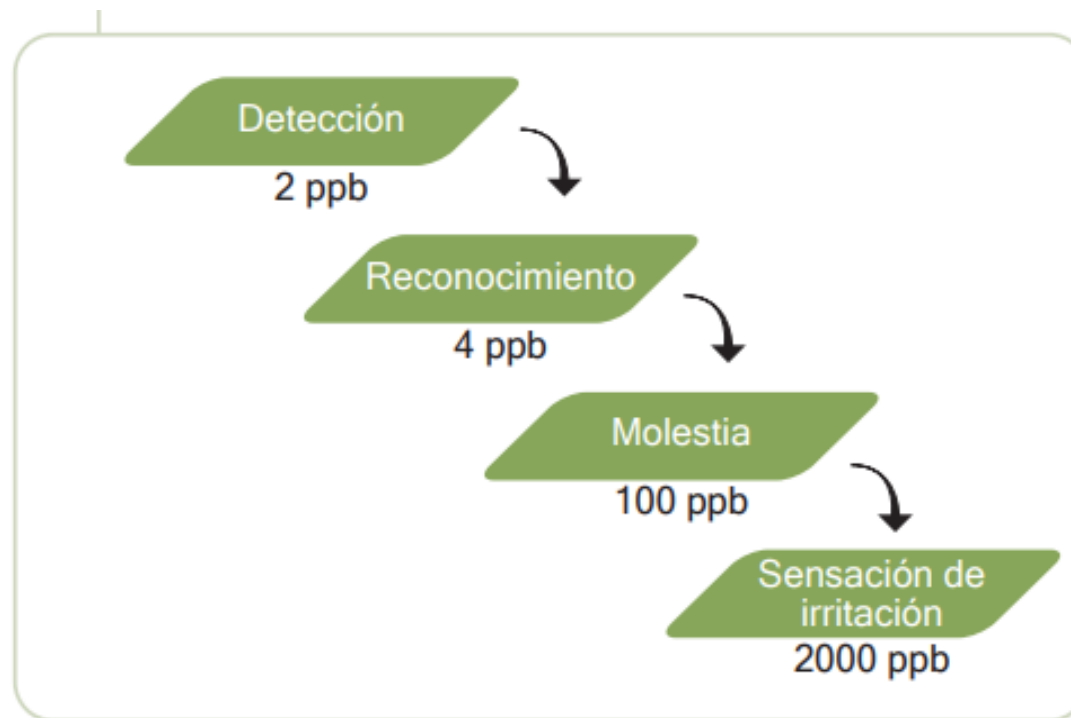 Detección
2 ppb
Reconocimiento
4 ppb
Molestia
100 ppb
Sensación de
irritación
2000 ppb